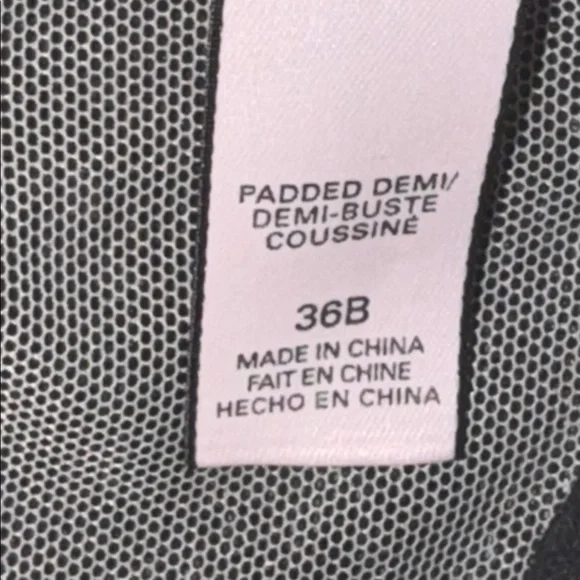 PADDED DEMI/
DEMI-BUSTE
COUSSINÉ
36B
MADE IN CHINA
FAIT EN CHINE
HECHO EN CHINA